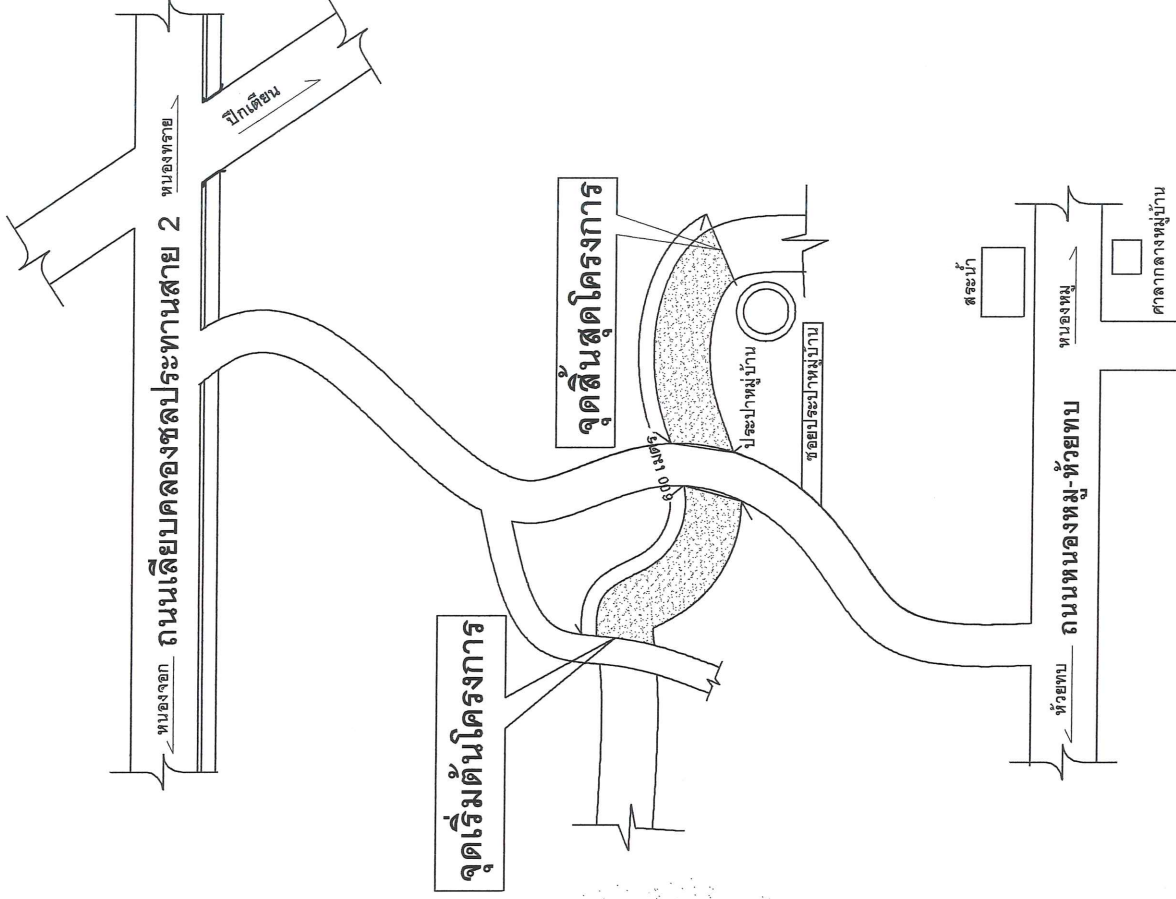 หนองจอก
ถนนเลียบคลองชลประทานสาย 2
หนองทราย
ปึกเตียน
จุดเริ่มต้นโครงการ
จุดสิ้นสุดโครงการ
600 เมตร
ประปาหมู่บ้าน
ซอยประปาหมู่บ้าน
สระน้ำ
ห้วยทบ
ถนนหนองหมู-ห้วยทบ
หนองหมู
ศาลากลางหมู่บ้าน